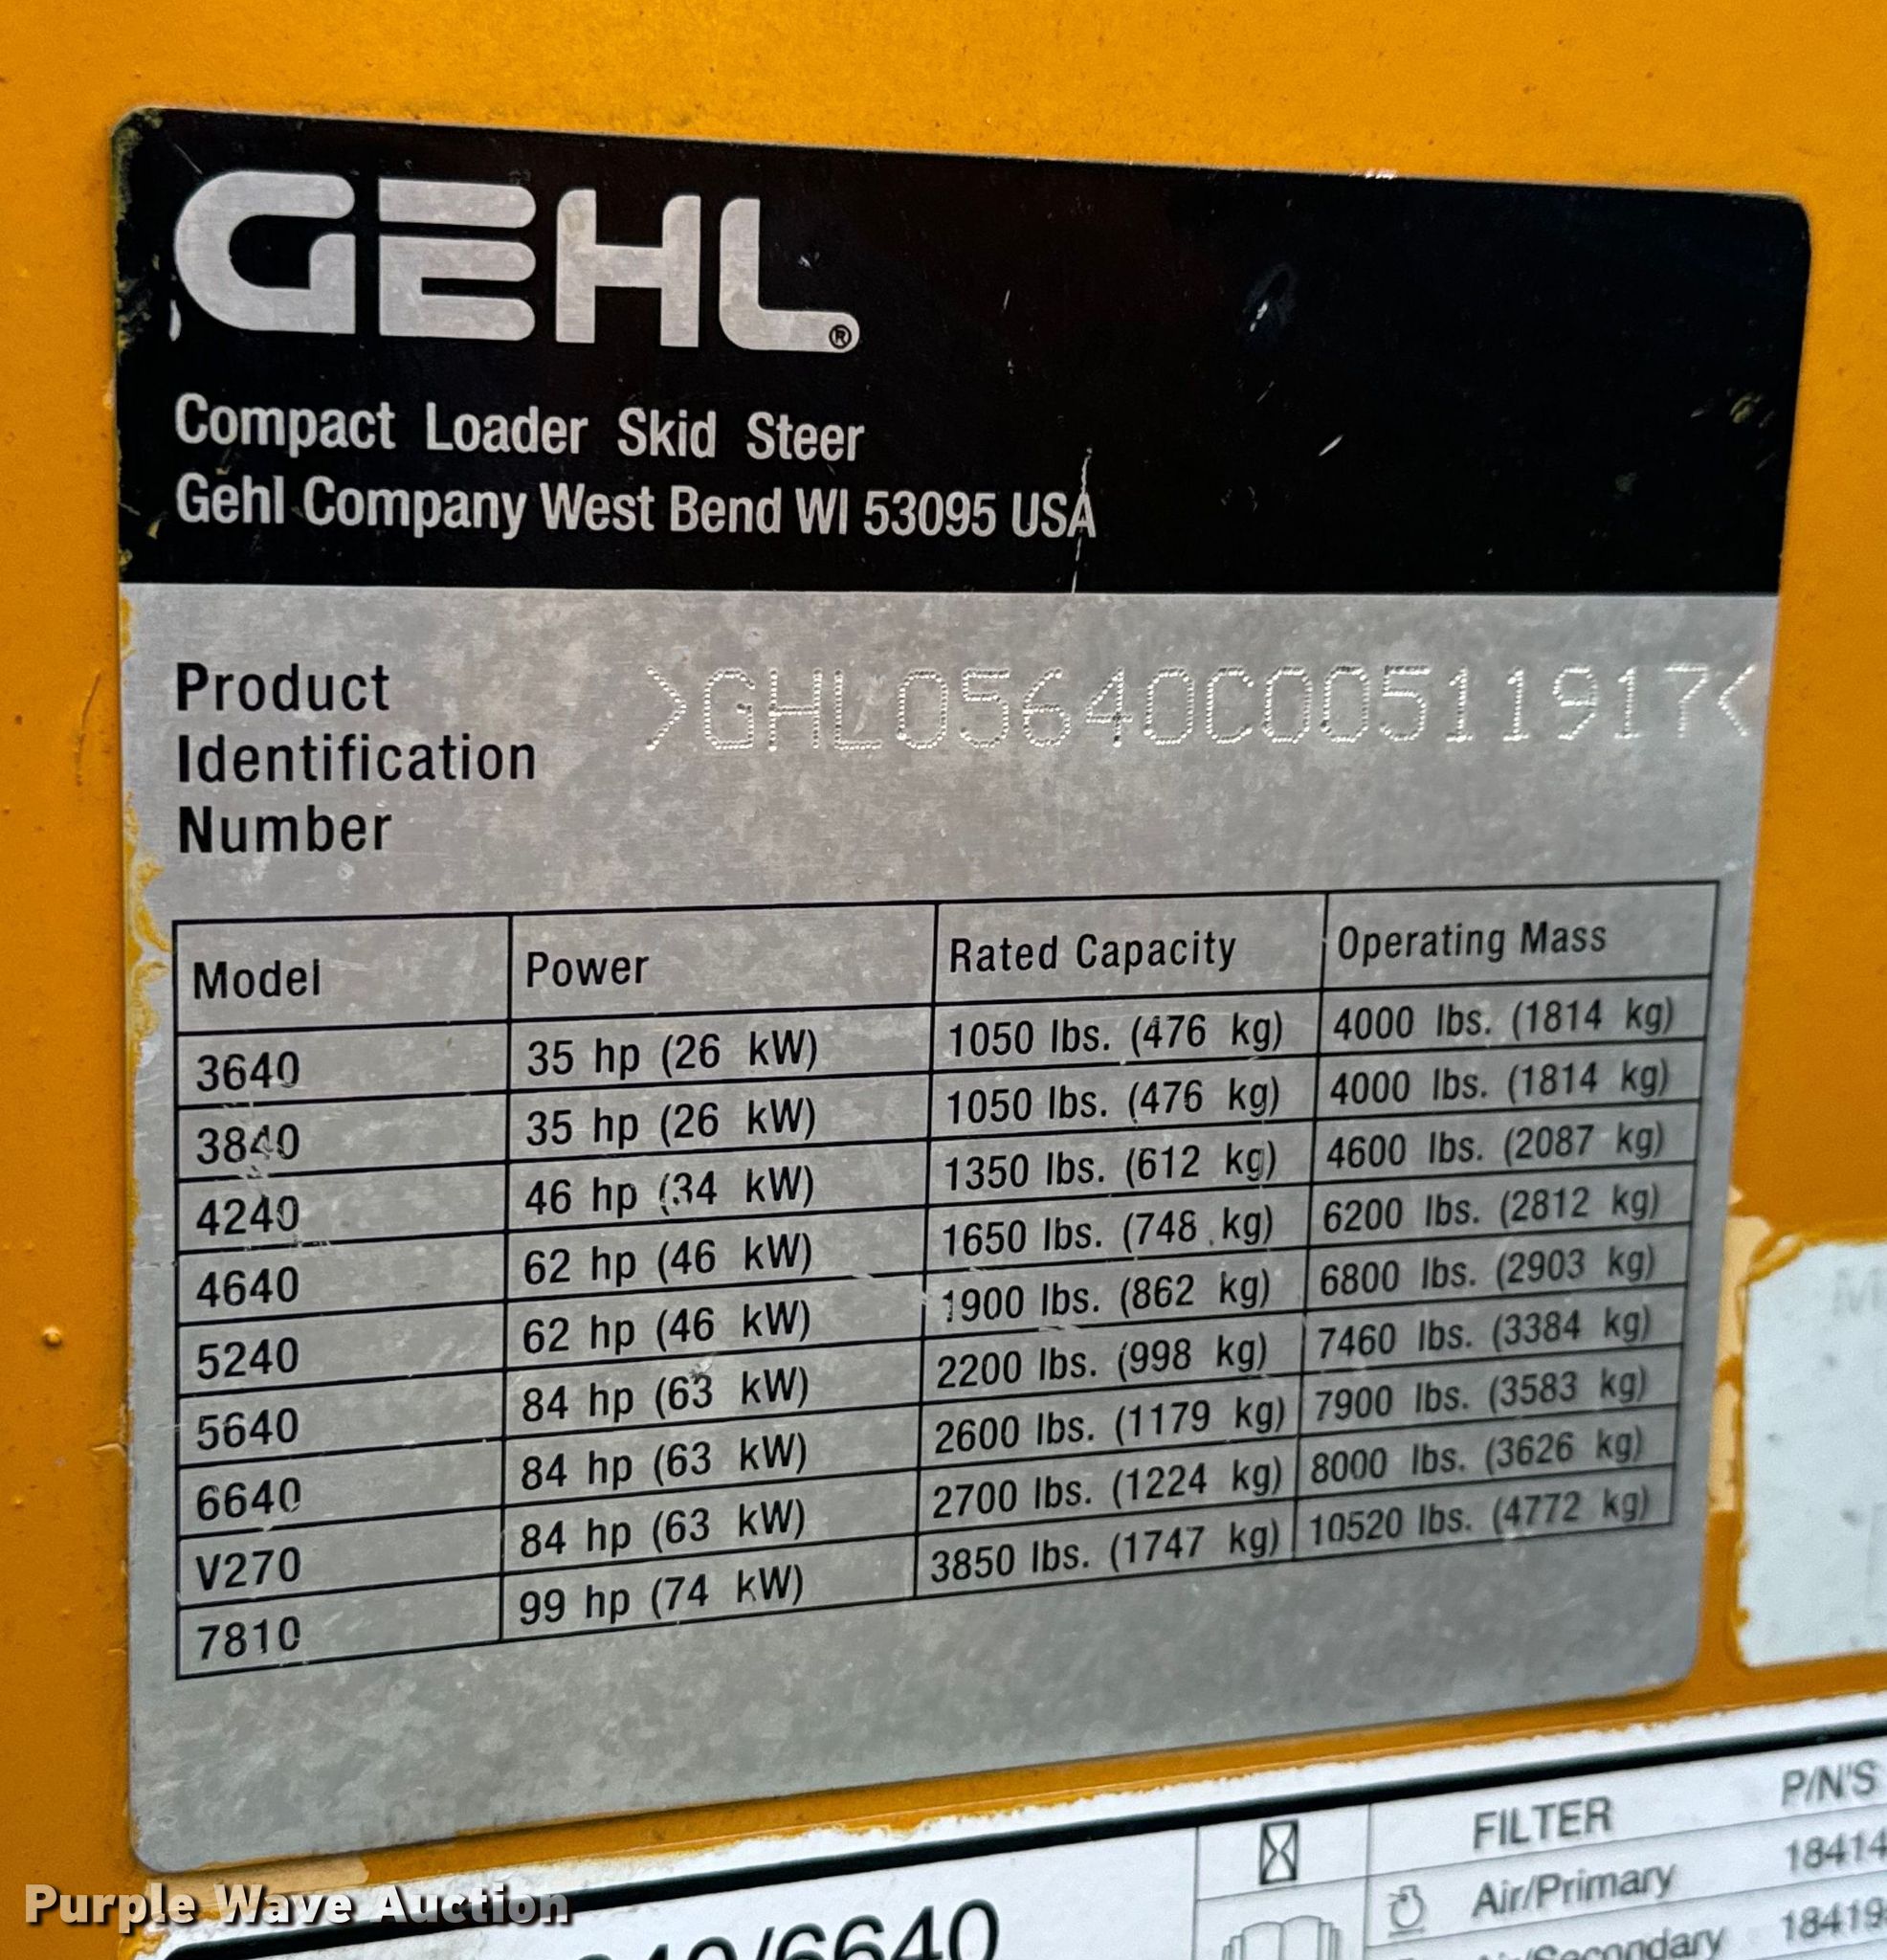 GEHL®
Compact Loader Skid Steer
Gehl Company West Bend WI 53095 USA
Product
Identification
Number
>GHL05640C00511917<
Model Power Rated Capacity Operating Mass
3640 35 hp (26 kW) 1050 lbs. (476 kg) 4000 lbs. (1814 kg)
3840 35 hp (26 kW) 1050 lbs. (476 kg) 4000 lbs. (1814 kg)
4240 46 hp (34 kW) 1350 lbs. (612 kg) 4600 lbs. (2087 kg)
4640 62 hp (46 kW) 1650 lbs. (748 kg) 6200 lbs. (2812 kg)
5240 62 hp (46 kW) 1900 lbs. (862 kg) 6800 lbs. (2903 kg)
5640 84 hp (63 kW) 2200 lbs. (998 kg) 7460 lbs. (3384 kg)
6640 84 hp (63 kW) 2600 lbs. (1179 kg) 7900 lbs. (3583 kg)
V270 84 hp (63 kW) 2700 lbs. (1224 kg) 8000 lbs. (3626 kg)
7810 99 hp (74 kW) 3850 lbs. (1747 kg) 10520 lbs. (4772 kg)
FILTER P/N'S
Air/Primary 18414
/6640
Secondary 18419
Purple Wave Auction